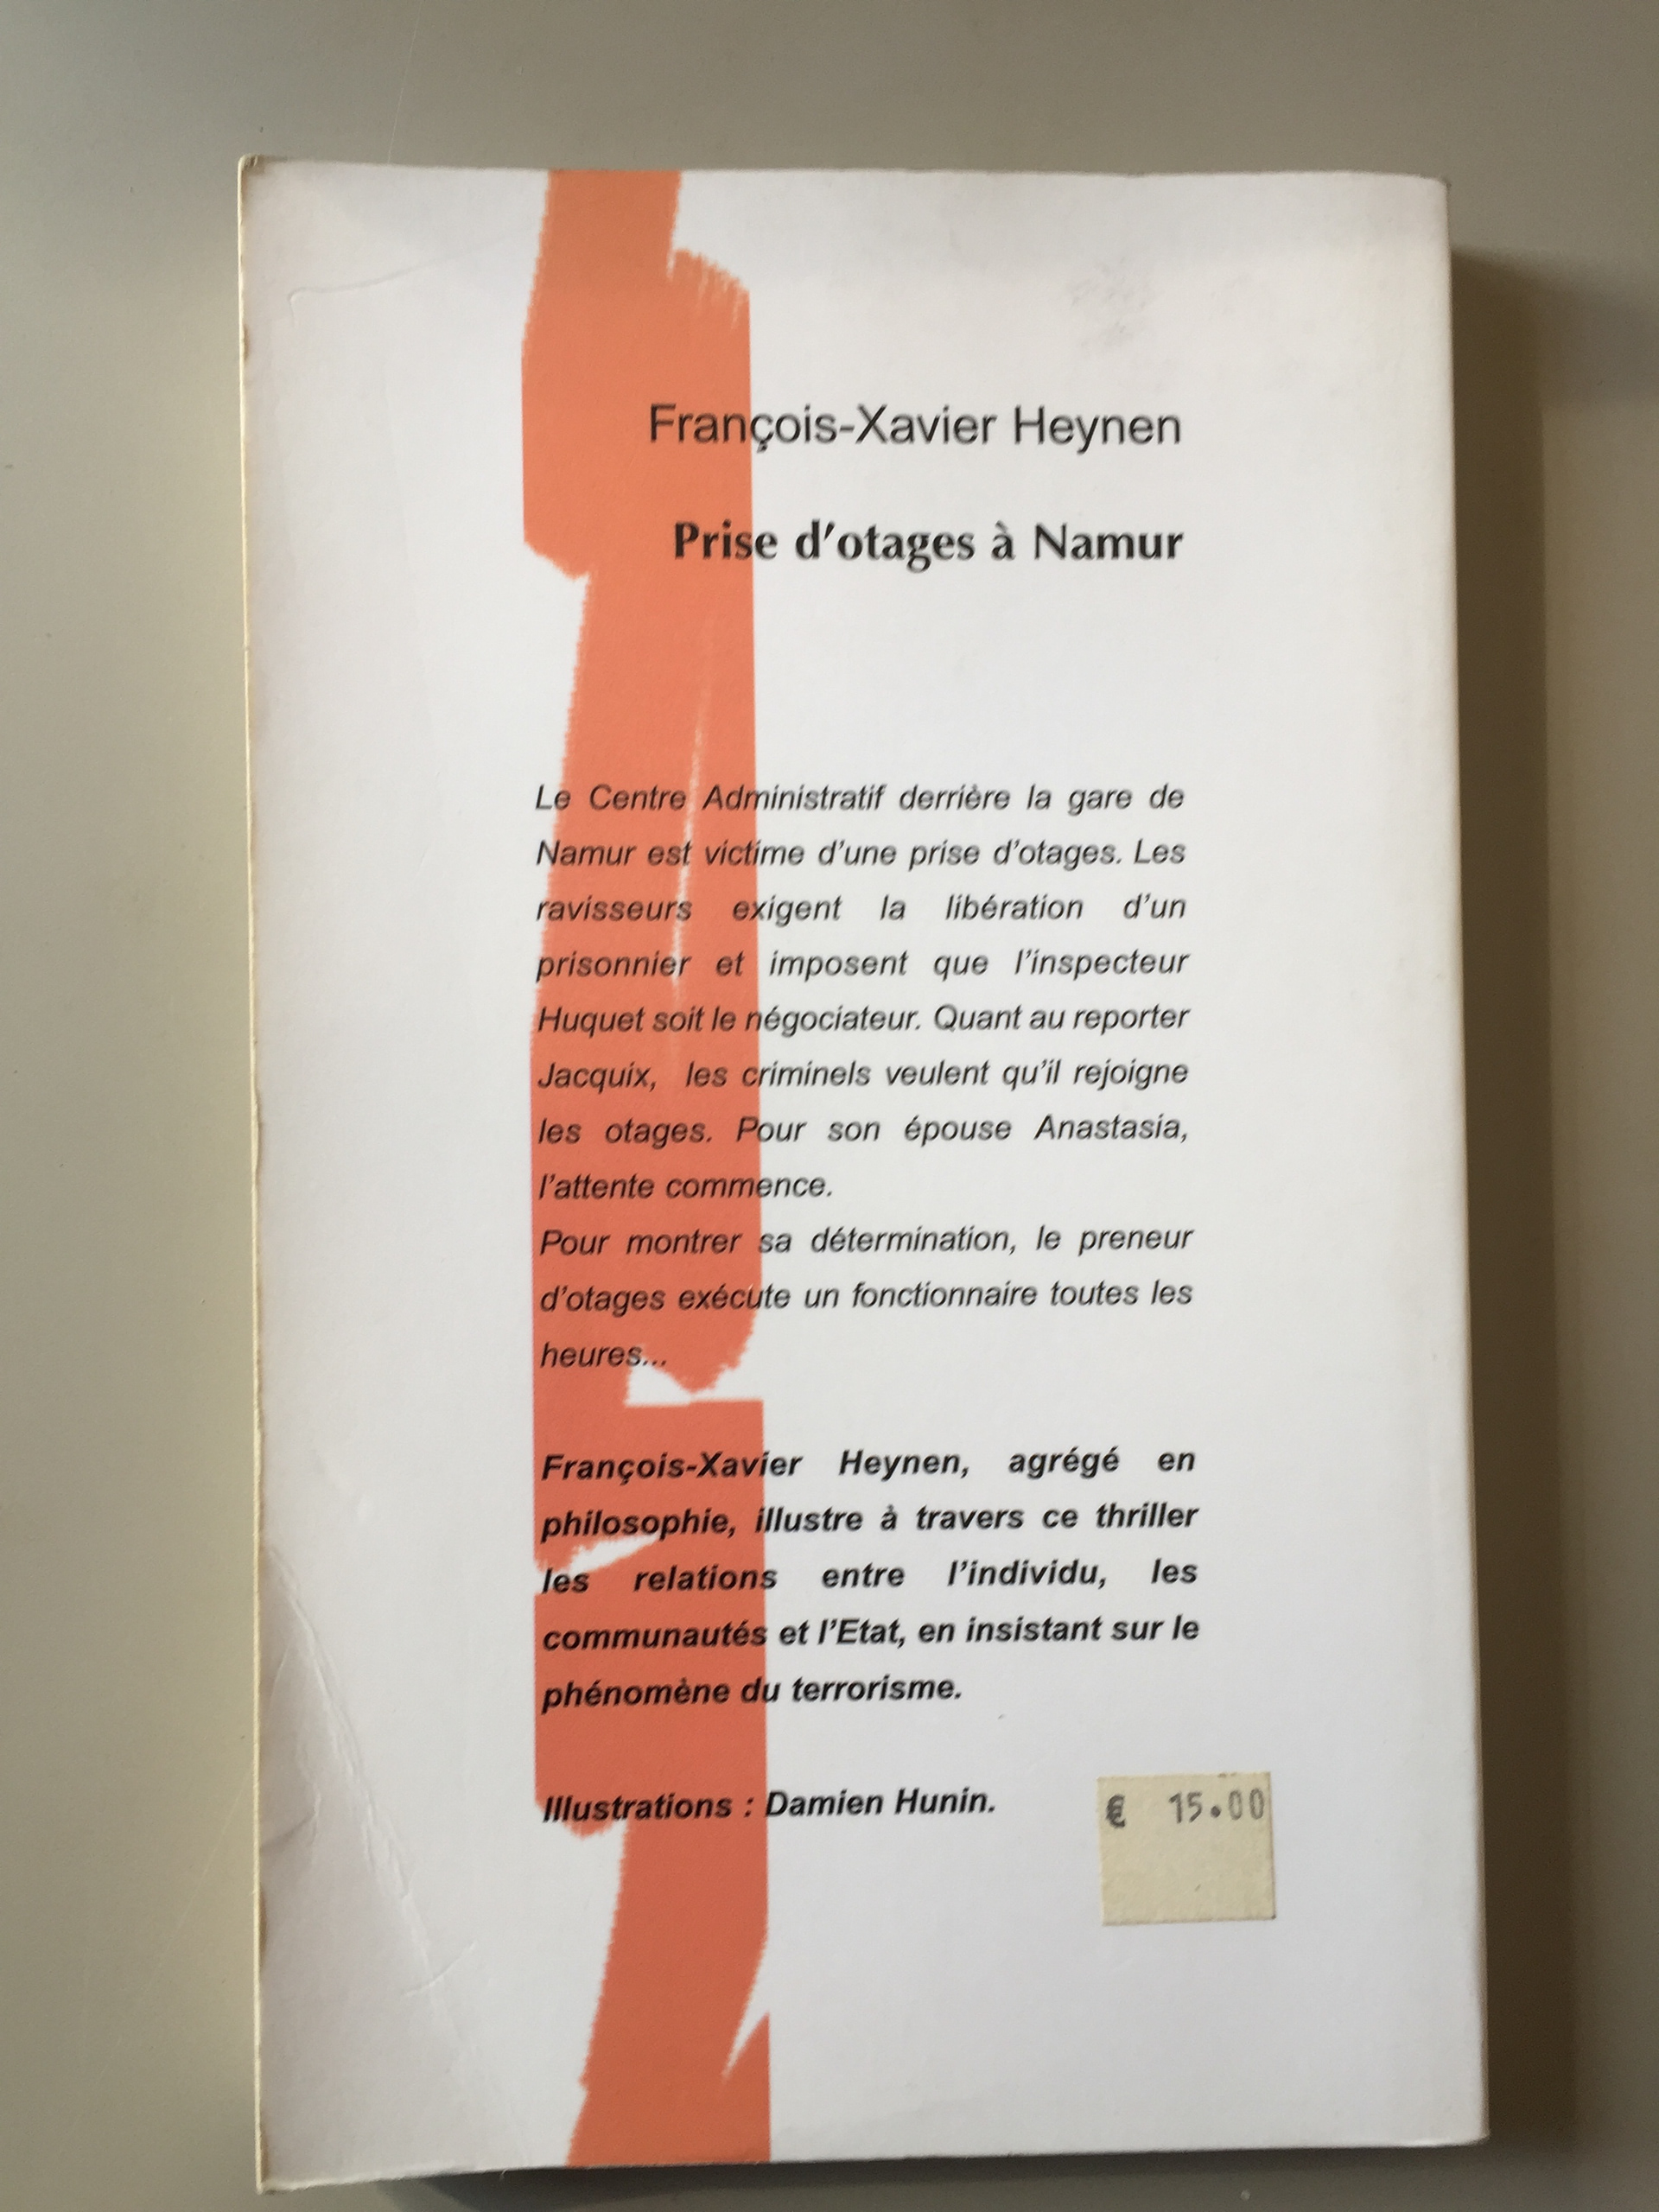 François-Xavier Heynen
Prise d'otages à Namur
Le Centre Administratif derrière la gare de
Namur est victime d'une prise d'otages. Les
ravisseurs exigent la libération d'un
prisonnier et imposent que l'inspecteur
Huquet soit le négociateur. Quant au reporter
Jacquix, les criminels veulent qu'il rejoigne
les otages. Pour son épouse Anastasia,
l'attente commence.
Pour montrer sa détermination, le preneur
d'otages exécute un fonctionnaire toutes les
heures...
François-Xavier Heynen, agrégé en
philosophie, illustre à travers ce thriller
les relations entre l'individu, les
communautés et l'Etat, en insistant sur le
phénomène du terrorisme.
Illustrations : Damien Hunin.
€ 15.00